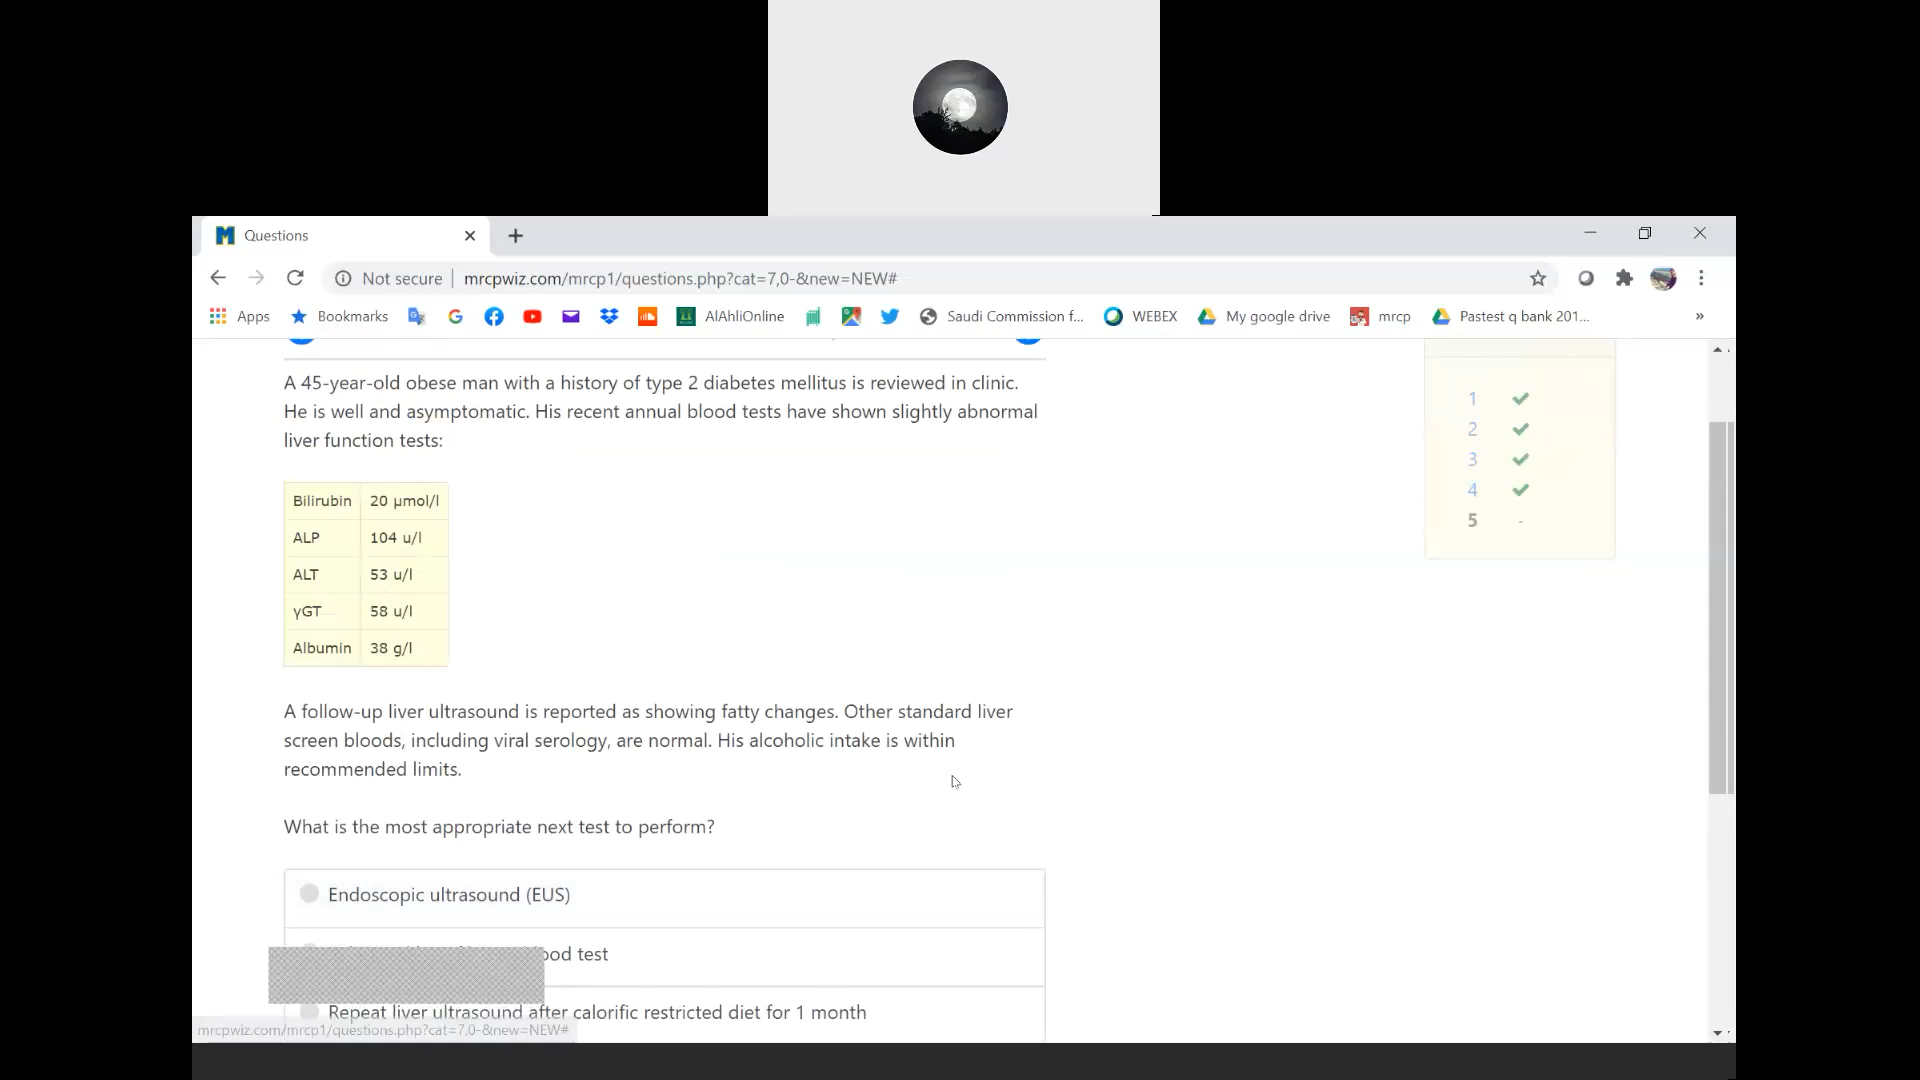 Questions
Not secure
mrcpwiz.com/mrcp1/questions.php?cat=7,0-&new=NEW#
Apps
Bookmarks
AlAhliOnline
Saudi Commission f...
WEBEX
My google drive
mrcp
Pastest q bank 201...
»
A 45-year-old obese man with a history of type 2 diabetes mellitus is reviewed in clinic.
He is well and asymptomatic. His recent annual blood tests have shown slightly abnormal
liver function tests:
Bilirubin 20 µmol/l
ALP 104 u/l
ALT 53 u/l
γGT 58 u/l
Albumin 38 g/l
A follow-up liver ultrasound is reported as showing fatty changes. Other standard liver
screen bloods, including viral serology, are normal. His alcoholic intake is within
recommended limits.
What is the most appropriate next test to perform?
Endoscopic ultrasound (EUS)
test
Repeat liver ultrasound after calorific restricted diet for 1 month
mrcpwiz.com/mrcp1/questions.php?cat=7,0-&new=NEW#
1
2
3
4
5 -